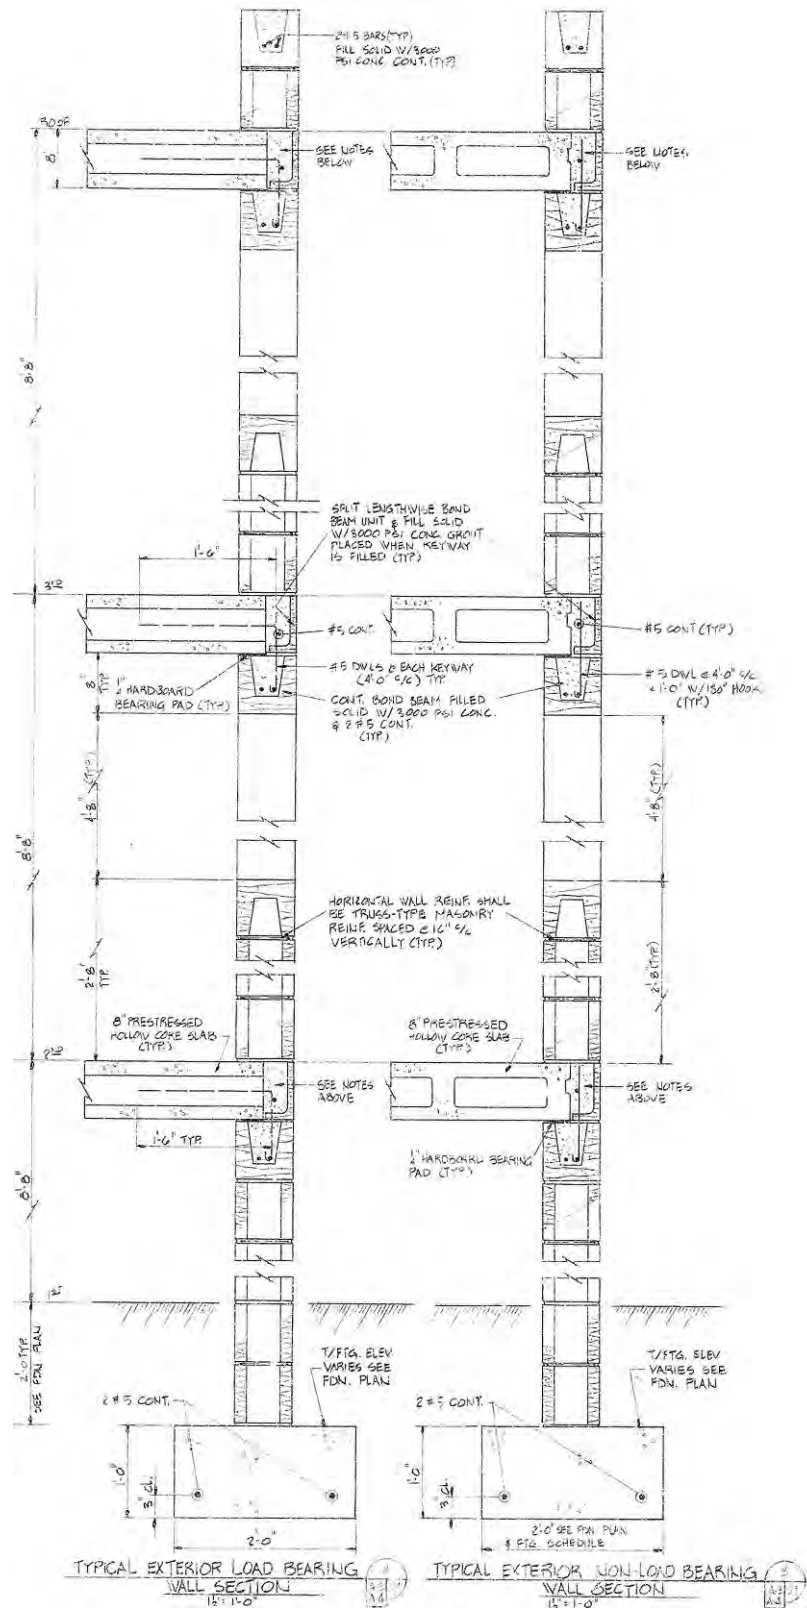 2 #5 BARS (TYP)
FILL SOLID W/3000
PSI CONC. CONT. (TYP)
ROOF
8"
SEE NOTES
BELOW
SEE NOTES
BELOW
8'-8"
SPLIT LENGTHWISE BOND
BEAM UNIT & FILL SOLID
W/3000 PSI CONC. GROUT
PLACED WHEN KEYWAY
IS FILLED (TYP)
1'-6"
#5 CONT.
#5 CONT (TYP)
#5 DWLS @ EACH KEYWAY
(4'-0" c/c) TYP.
8"
TYP
HARDBOARD
BEARING PAD (TYP)
CONT. BOND BEAM FILLED
SOLID W/3000 PSI CONC.
& 2 #5 CONT.
(TYP.)
#5 DWL @ 4'-0" c/c
x 1'-0" W/180° HOOK
(TYP.)
4'-8" (TYP.)
4'-8" (TYP.)
8'-8"
HORIZONTAL WALL REINF. SHALL
BE TRUSS-TYPE MASONRY
REINF. SPACED @ 16" c/c
VERTICALLY (TYP.)
2'-8"
TYP.
2'-8" (TYP.)
8" PRESTRESSED
HOLLOW CORE SLAB
(TYP.)
8" PRESTRESSED
HOLLOW CORE SLAB
(TYP.)
SEE NOTES
ABOVE
SEE NOTES
ABOVE
1'-6" TYP.
HARDBOARD BEARING
PAD (TYP.)
8'-8"
2'-0 TYP.
SEE FDN PLAN
T/FTG. ELEV
VARIES SEE
FDN. PLAN
T/FTG. ELEV
VARIES SEE
FDN. PLAN
2 #5 CONT.
2 #5 CONT.
1'-0"
3" CL.
1'-0"
3" CL.
2'-0"
2'-0" SEE FDN PLAN
& FTG. SCHEDULE
TYPICAL EXTERIOR LOAD BEARING
WALL SECTION
1½"=1'-0"
TYPICAL EXTERIOR NON-LOAD BEARING
WALL SECTION
1½"=1'-0"